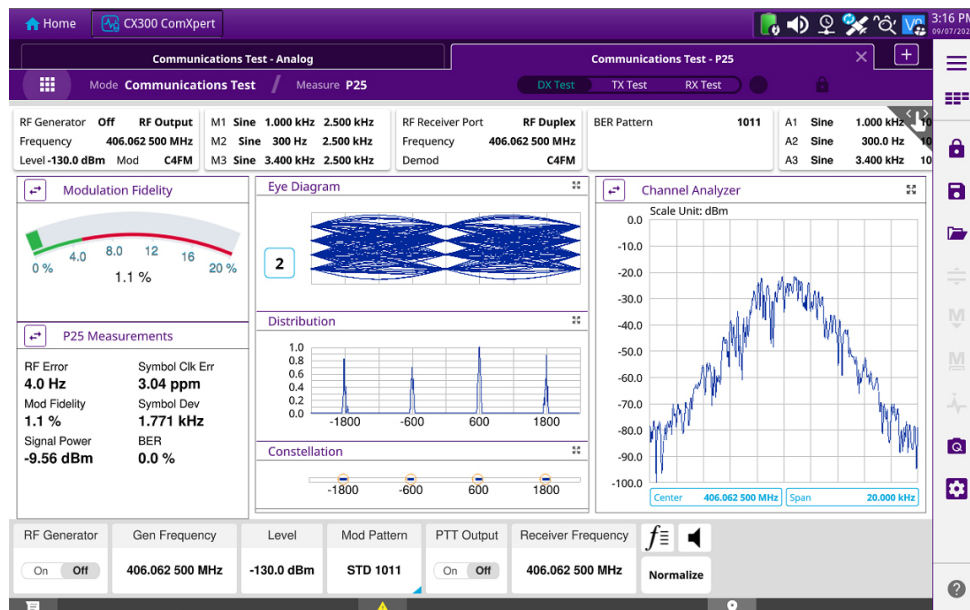 Home
CX300 ComXpert
3:16 PM
09/07/202
Communications Test - Analog
Communications Test - P25
Mode Communications Test / Measure P25
DX Test TX Test RX Test
RF Generator Off RF Output
Frequency 406.062 500 MHz
Level -130.0 dBm Mod C4FM
M1 Sine 1.000 kHz 2.500 kHz
M2 Sine 300 Hz 2.500 kHz
M3 Sine 3.400 kHz 2.500 kHz
RF Receiver Port RF Duplex
Frequency 406.062 500 MHz
Demod C4FM
BER Pattern 1011
A1 Sine 1.000 kHz 10
A2 Sine 300.0 Hz 10
A3 Sine 3.400 kHz 10
Modulation Fidelity
0 % 4.0 8.0 12 16 20 %
1.1 %
P25 Measurements
RF Error Symbol Clk Err
4.0 Hz 3.04 ppm
Mod Fidelity Symbol Dev
1.1 % 1.771 kHz
Signal Power BER
-9.56 dBm 0.0 %
Eye Diagram
2
Distribution
1.0
0.8
0.6
0.4
0.2
0.0
-1800 -600 600 1800
Constellation
-1800 -600 600 1800
Channel Analyzer
Scale Unit: dBm
0.0
-10.0
-20.0
-30.0
-40.0
-50.0
-60.0
-70.0
-80.0
-90.0
-100.0
Center 406.062 500 MHz Span 20.000 kHz
RF Generator Gen Frequency Level Mod Pattern PTT Output Receiver Frequency
On Off 406.062 500 MHz -130.0 dBm STD 1011 On Off 406.062 500 MHz Normalize